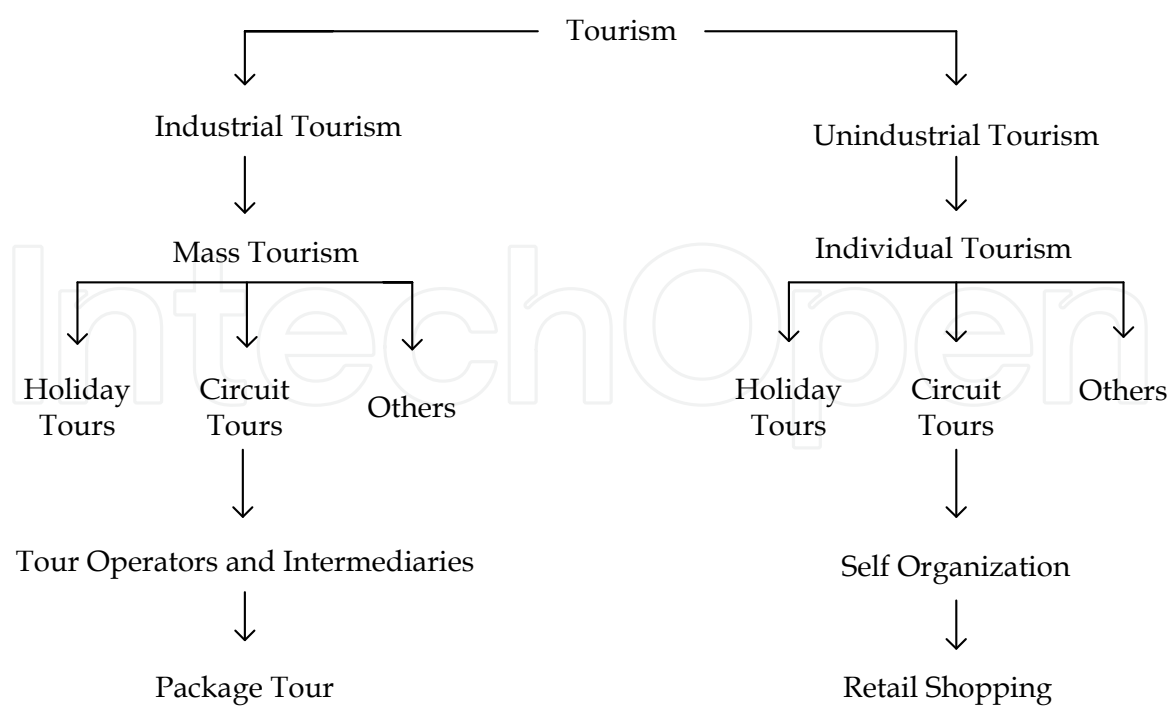 Tourism
Industrial Tourism
Unindustrial Tourism
Mass Tourism
Individual Tourism
Holiday
Tours
Circuit
Tours
Others
Holiday
Tours
Circuit
Tours
Others
Tour Operators and Intermediaries
Self Organization
Package Tour
Retail Shopping
IntechOpen